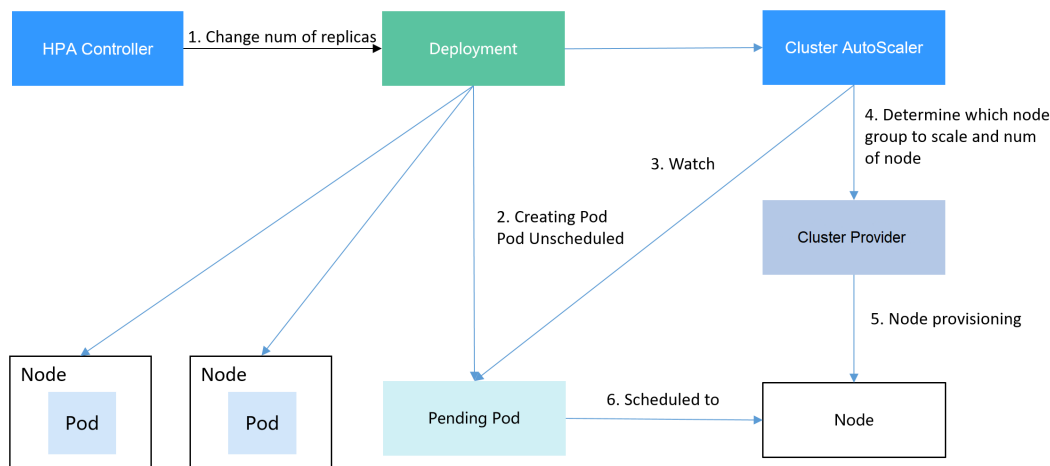 HPA Controller
1. Change num of replicas
Deployment
Cluster AutoScaler
4. Determine which node
group to scale and num
of node
3. Watch
2. Creating Pod
Pod Unscheduled
Cluster Provider
5. Node provisioning
Node
Pod
Node
Pod
Pending Pod
6. Scheduled to
Node